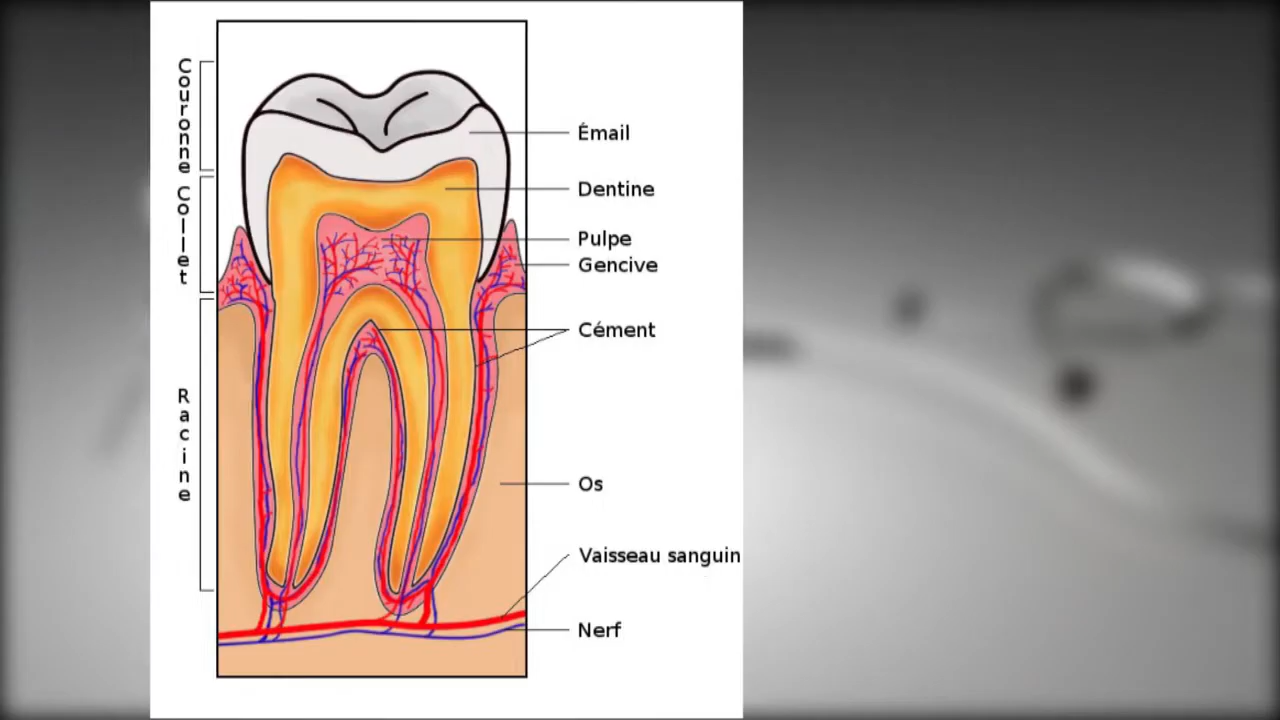 Couronne
Collet
Racine
Émail
Dentine
Pulpe
Gencive
Cément
Os
Vaisseau sanguin
Nerf